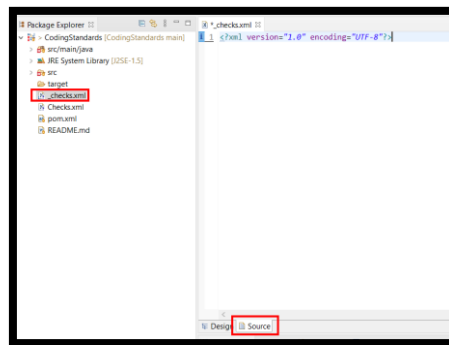 Package Explorer
> CodingStandards [CodingStandards main]
src/main/java
JRE System Library [J2SE-1.5]
src
target
_checks.xml
Checks.xml
pom.xml
README.md
*_checks.xml
1 <?xml version="1.0" encoding="UTF-8"?>
Design Source